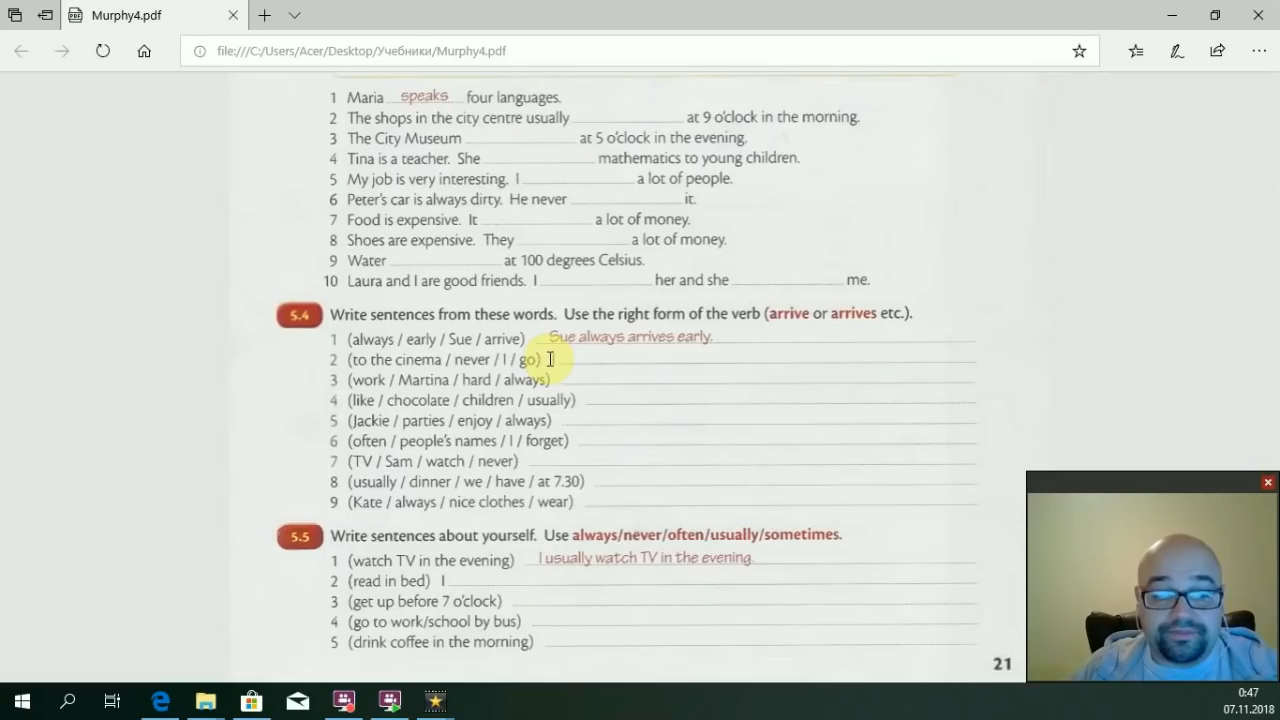 Murphy4.pdf
file:///C:/Users/Acer/Desktop/Учебники/Murphy4.pdf
1 Maria speaks four languages.
2 The shops in the city centre usually at 9 o'clock in the morning.
3 The City Museum at 5 o'clock in the evening.
4 Tina is a teacher. She mathematics to young children.
5 My job is very interesting. I a lot of people.
6 Peter's car is always dirty. He never it.
7 Food is expensive. It a lot of money.
8 Shoes are expensive. They a lot of money.
9 Water at 100 degrees Celsius.
10 Laura and I are good friends. I her and she me.
5.4 Write sentences from these words. Use the right form of the verb (arrive or arrives etc.).
1 (always / early / Sue / arrive) Sue always arrives early.
2 (to the cinema / never / I / go)
3 (work / Martina / hard / always)
4 (like / chocolate / children / usually)
5 (Jackie / parties / enjoy / always)
6 (often / people's names / I / forget)
7 (TV / Sam / watch / never)
8 (usually / dinner / we / have / at 7.30)
9 (Kate / always / nice clothes / wear)
5.5 Write sentences about yourself. Use always/never/often/usually/sometimes.
1 (watch TV in the evening) I usually watch TV in the evening.
2 (read in bed) I
3 (get up before 7 o'clock)
4 (go to work/school by bus)
5 (drink coffee in the morning)
21
0:47
07.11.2018